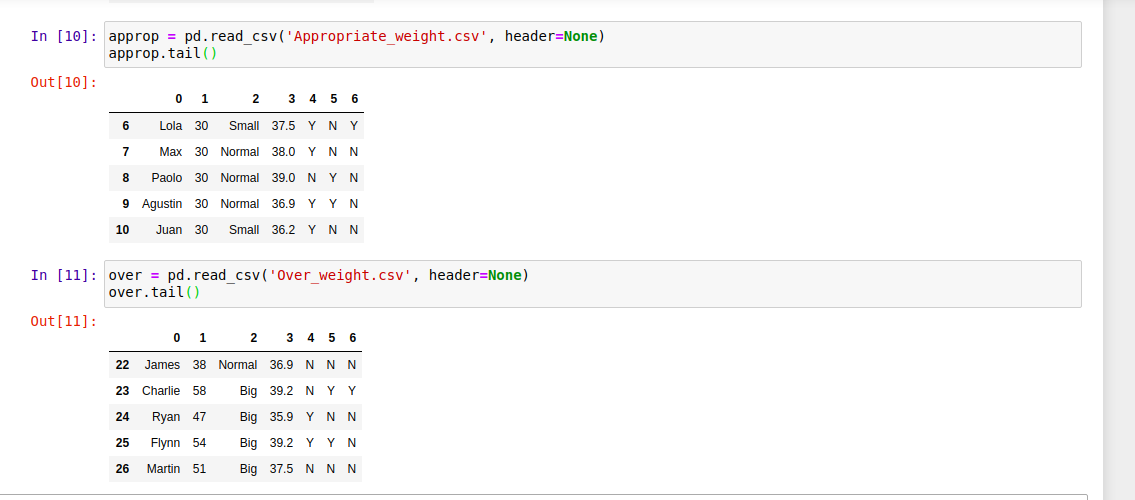 In [10]: approp = pd.read_csv('Appropriate_weight.csv', header=None)
approp.tail()
Out[10]:
0 1 2 3 4 5 6
6 Lola 30 Small 37.5 Y N Y
7 Max 30 Normal 38.0 Y N N
8 Paolo 30 Normal 39.0 N Y N
9 Agustin 30 Normal 36.9 Y Y N
10 Juan 30 Small 36.2 Y N N
In [11]: over = pd.read_csv('Over_weight.csv', header=None)
over.tail()
Out[11]:
0 1 2 3 4 5 6
22 James 38 Normal 36.9 N N N
23 Charlie 58 Big 39.2 N Y Y
24 Ryan 47 Big 35.9 Y N N
25 Flynn 54 Big 39.2 Y Y N
26 Martin 51 Big 37.5 N N N